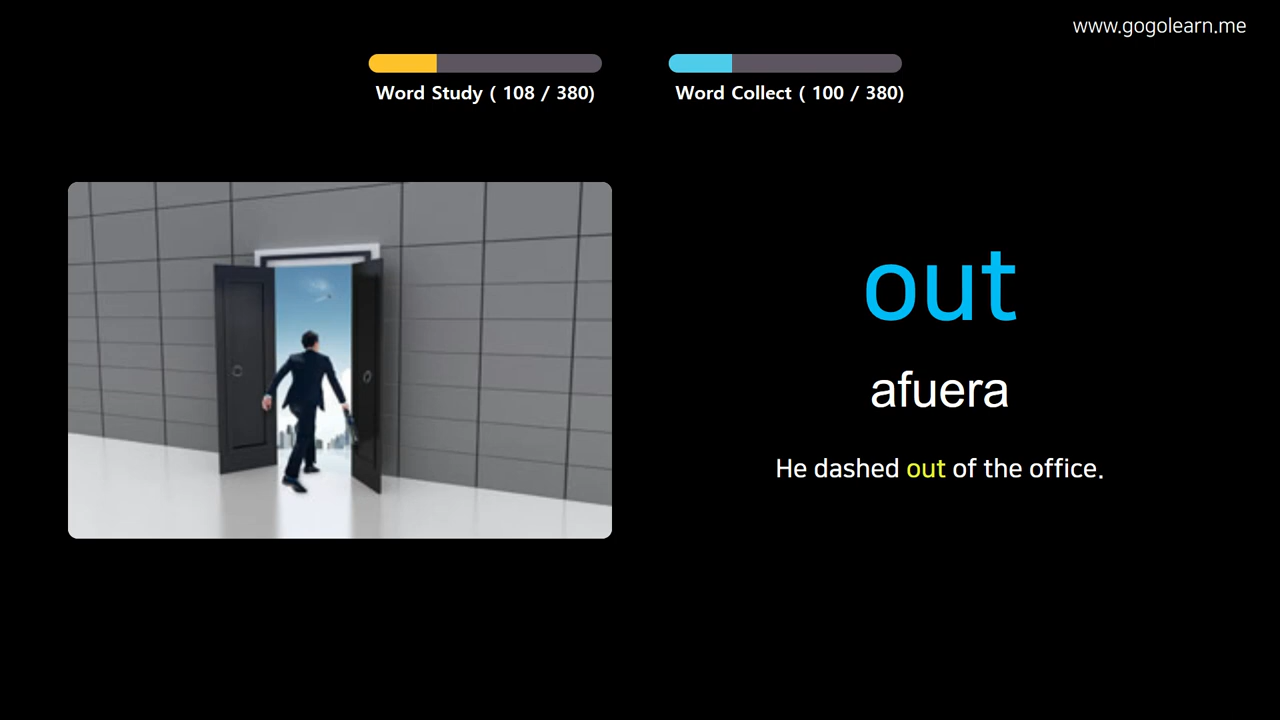 www.gogolearn.me
Word Study ( 108 / 380)
Word Collect ( 100 / 380)
out
afuera
He dashed out of the office.